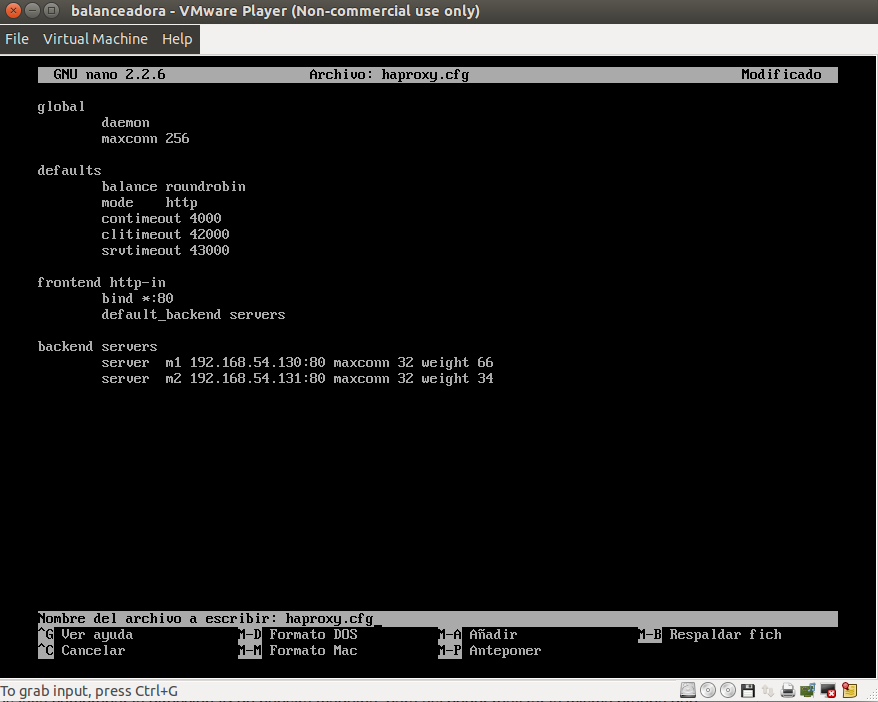 balanceadora - VMware Player (Non-commercial use only)
File Virtual Machine Help
GNU nano 2.2.6 Archivo: haproxy.cfg Modificado
global
daemon
maxconn 256
defaults
balance roundrobin
mode http
contimeout 4000
clitimeout 42000
srvtimeout 43000
frontend http-in
bind *:80
default_backend servers
backend servers
server m1 192.168.54.130:80 maxconn 32 weight 66
server m2 192.168.54.131:80 maxconn 32 weight 34
Nombre del archivo a escribir: haproxy.cfg_
^G Ver ayuda M-D Formato DOS M-A Añadir M-B Respaldar fich
^C Cancelar M-M Formato Mac M-P Anteponer
To grab input, press Ctrl+G